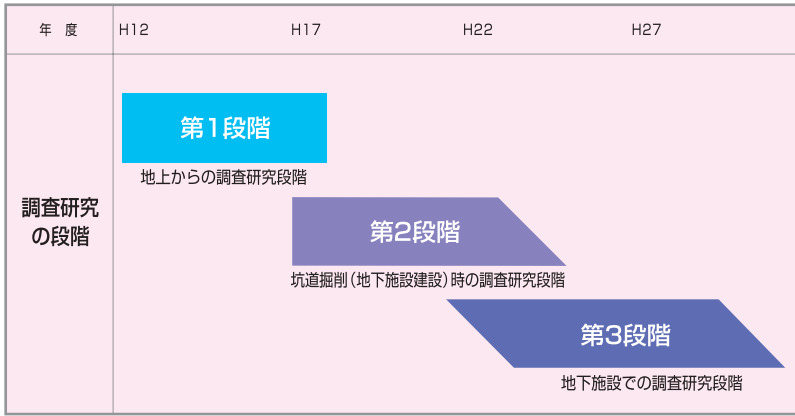 年 度 H12 H17 H22 H27
第1段階
地上からの調査研究段階
調査研究
の段階
第2段階
坑道掘削（地下施設建設）時の調査研究段階
第3段階
地下施設での調査研究段階